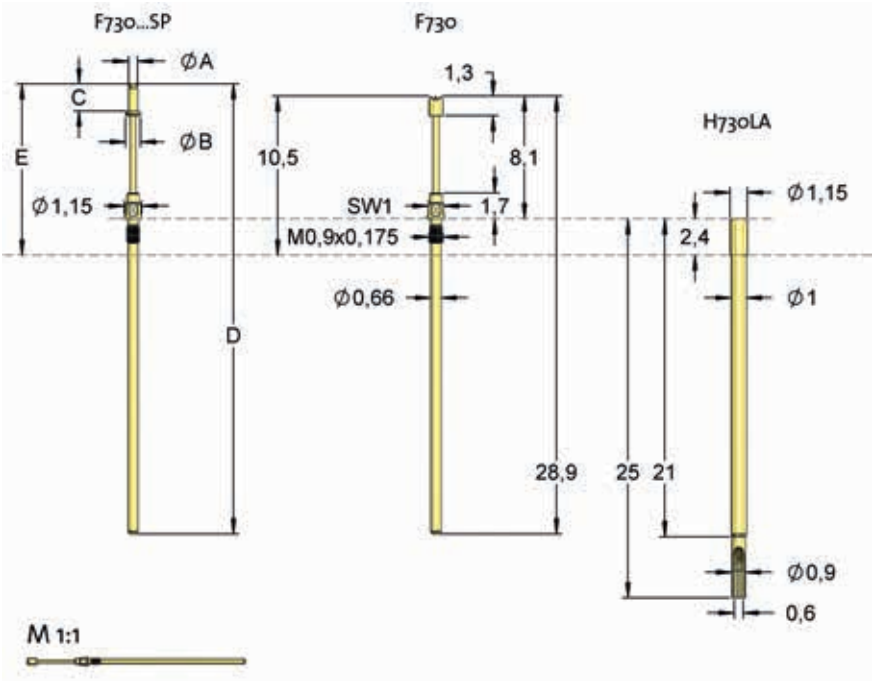 F730...SP
F730
H730LA
ØA
C
ØB
E
Ø1,15
D
1,3
10,5
8,1
SW1
1,7
M0,9x0,175
Ø0,66
28,9
Ø1,15
2,4
Ø1
25
21
Ø0,9
0,6
M 1:1